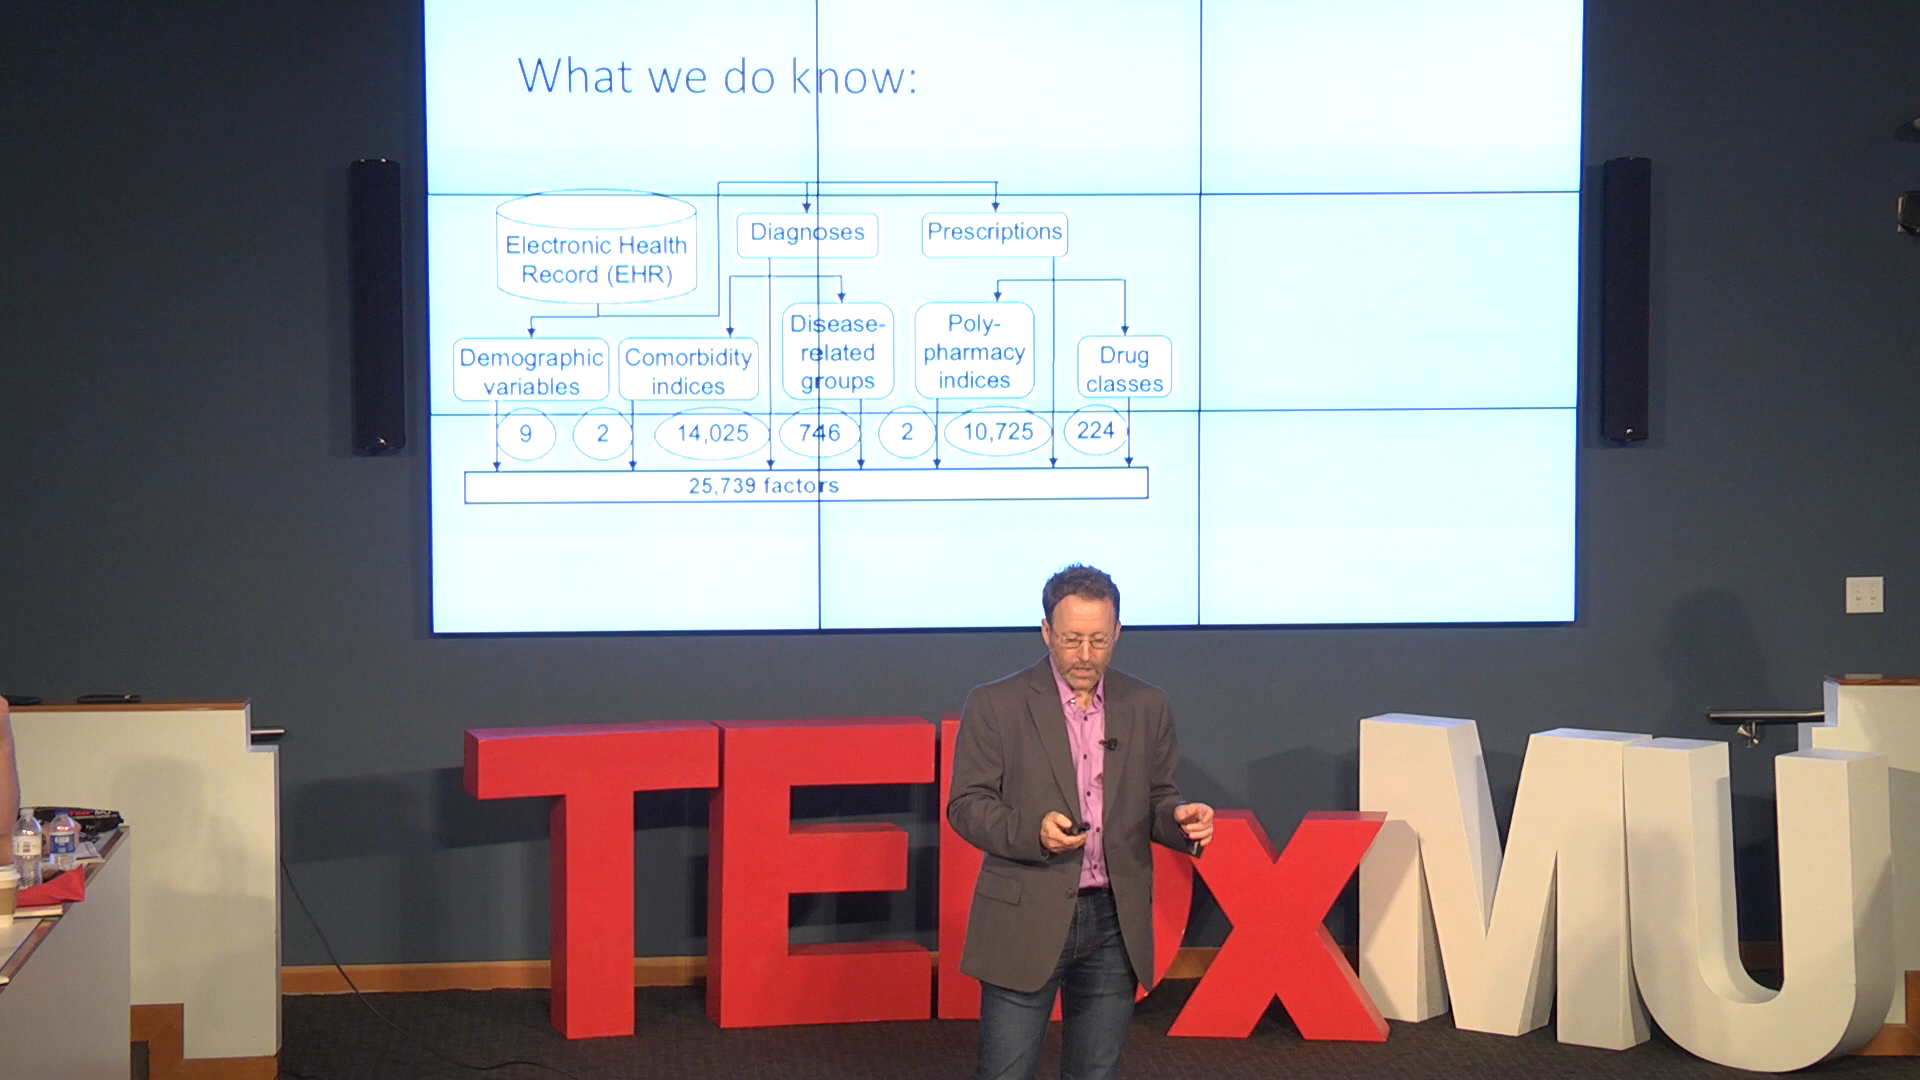 What we do know:
Electronic Health
Record (EHR)
Diagnoses
Prescriptions
Demographic
variables
Comorbidity
indices
Disease-
related
groups
Poly-
pharmacy
indices
Drug
classes
9
2
14,025
746
2
10,725
224
25,739 factors
TEDxMU